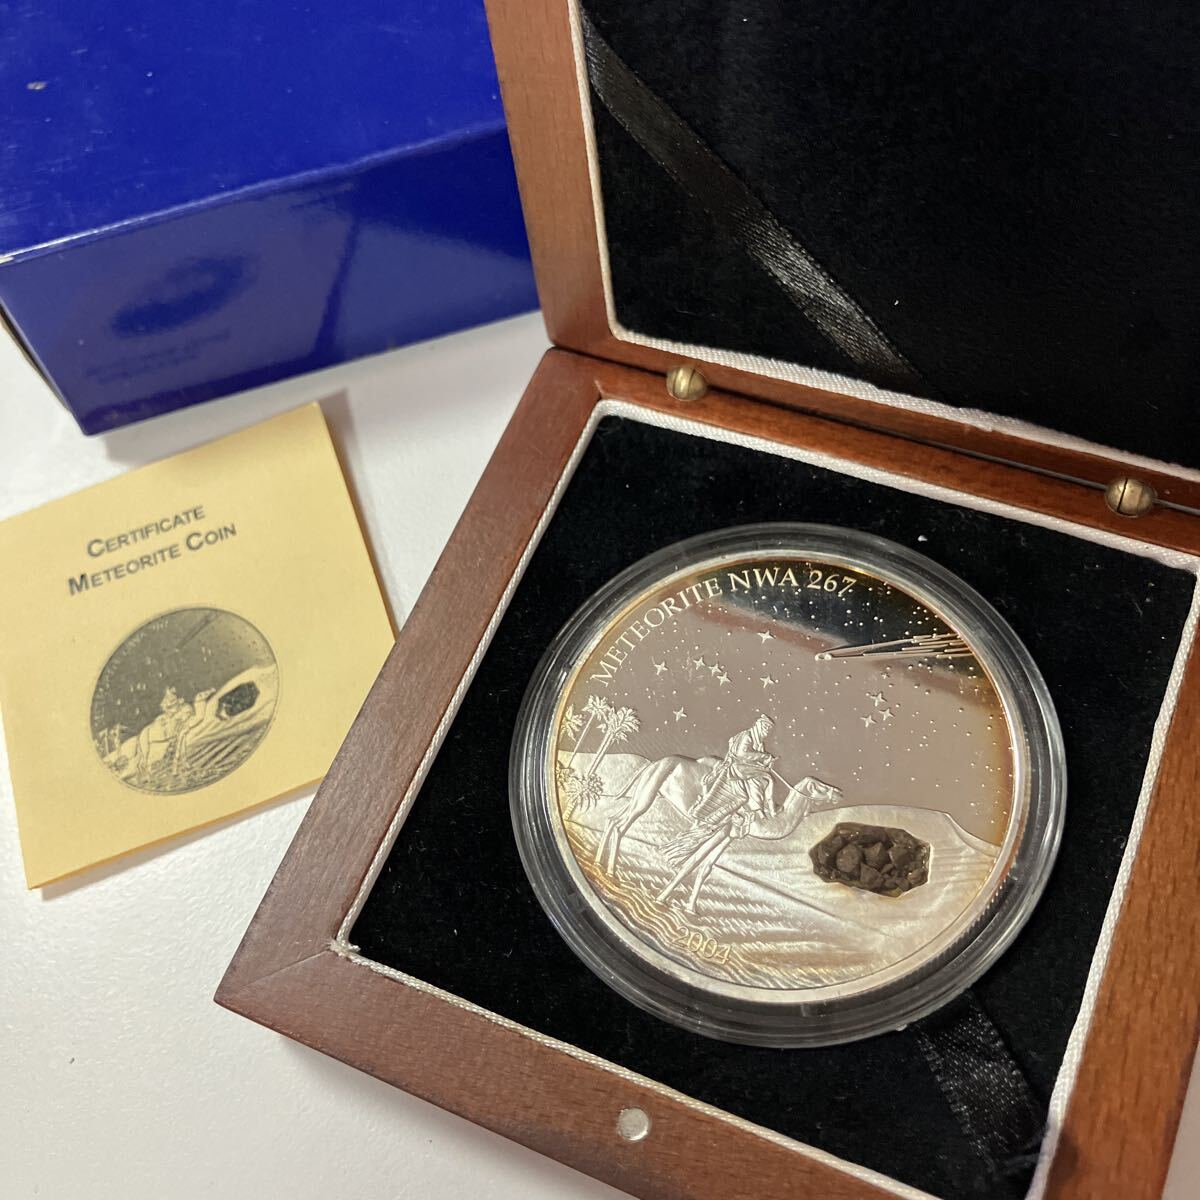 CERTIFICATE
METEORITE COIN
METEORITE NWA 267
2004